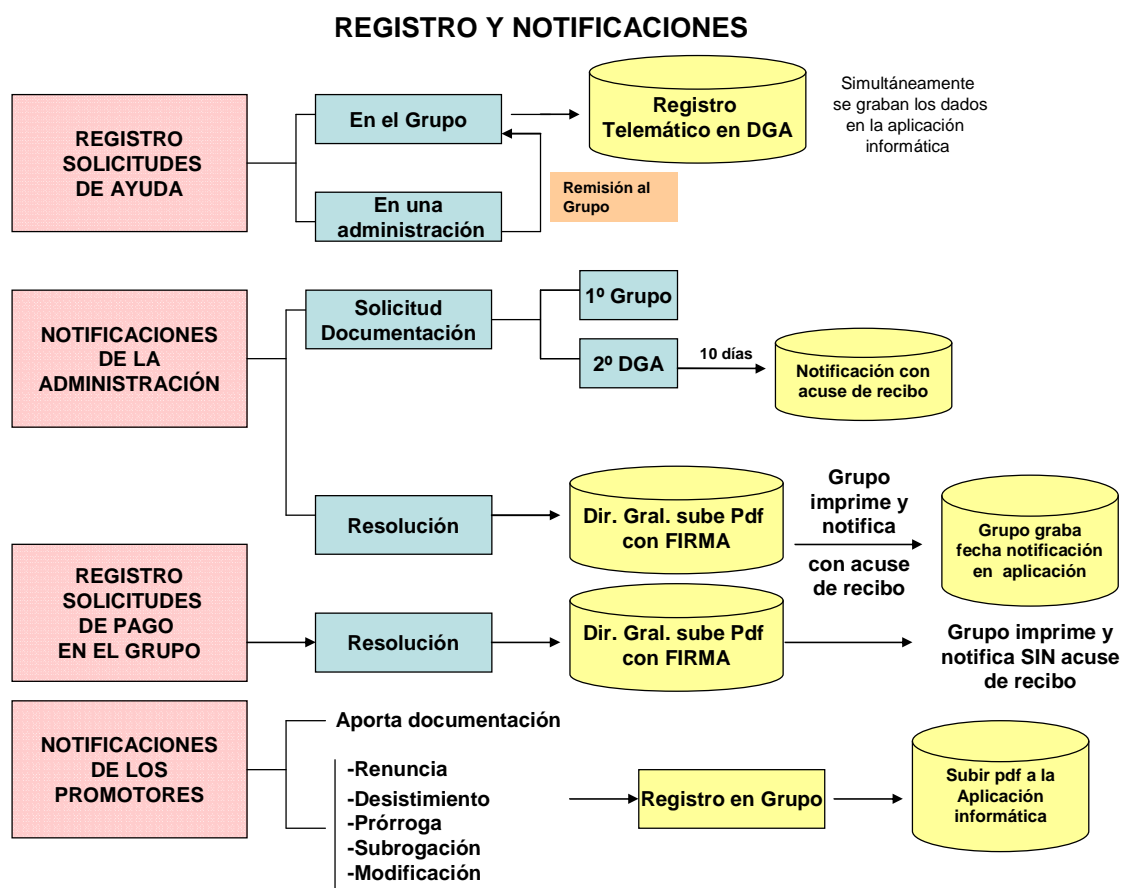 REGISTRO Y NOTIFICACIONES
REGISTRO
SOLICITUDES
DE AYUDA
En el Grupo
Registro
Telemático en DGA
Simultáneamente
se graban los dados
en la aplicación
informática
Remisión al
Grupo
En una
administración
NOTIFICACIONES
DE LA
ADMINISTRACIÓN
Solicitud
Documentación
1º Grupo
2º DGA
10 días
Notificación con
acuse de recibo
Resolución
Dir. Gral. sube Pdf
con FIRMA
Grupo
imprime y
notifica
con acuse
de recibo
Grupo graba
fecha notificación
en aplicación
REGISTRO
SOLICITUDES
DE PAGO
EN EL GRUPO
Resolución
Dir. Gral. sube Pdf
con FIRMA
Grupo imprime y
notifica SIN acuse
de recibo
NOTIFICACIONES
DE LOS
PROMOTORES
Aporta documentación
-Renuncia
-Desistimiento
-Prórroga
-Subrogación
-Modificación
Registro en Grupo
Subir pdf a la
Aplicación
informática